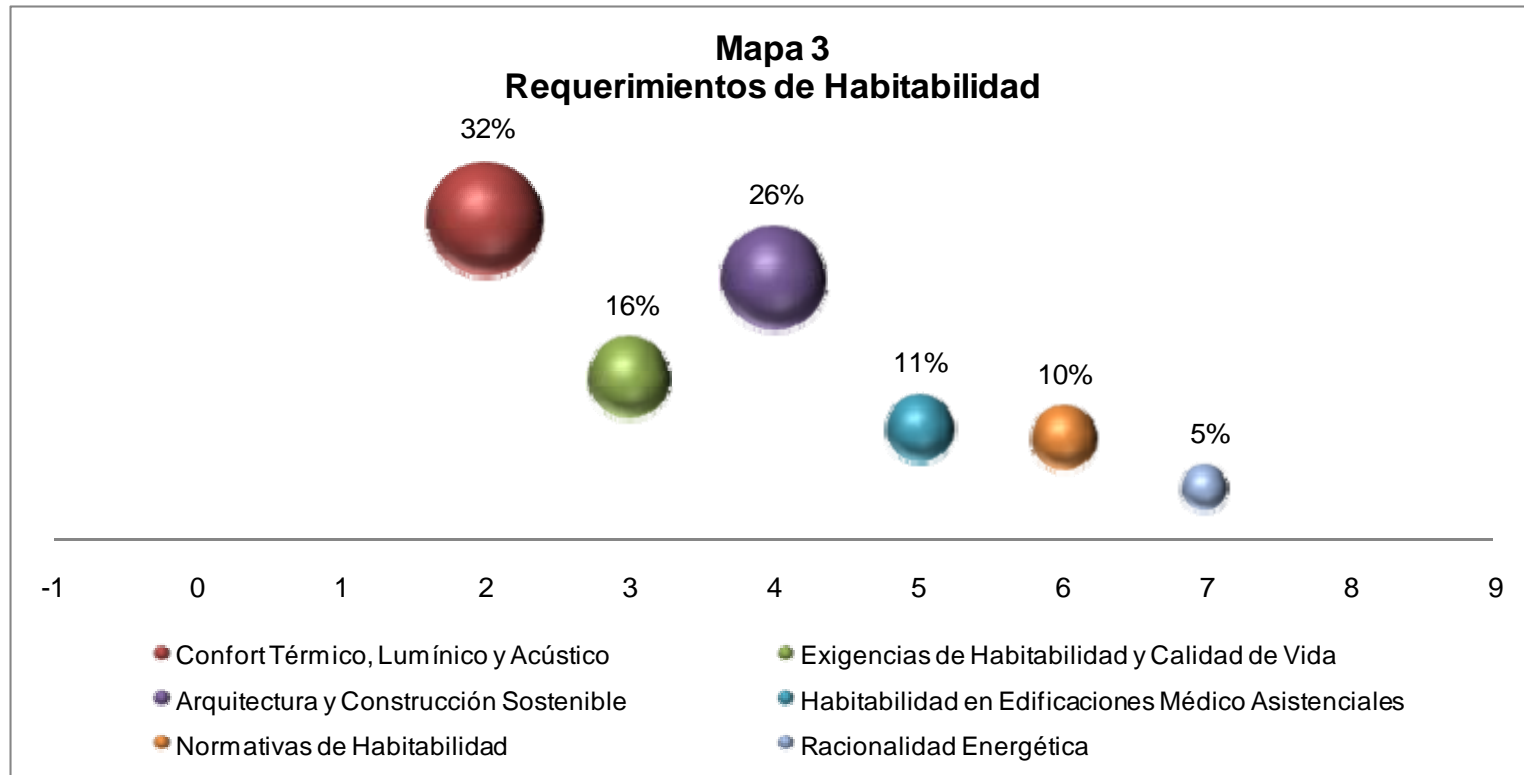 Mapa 3
Requerimientos de Habitabilidad
32%
26%
16%
11%
10%
5%
-1 0 1 2 3 4 5 6 7 8 9
Confort Térmico, Lumínico y Acústico
Exigencias de Habitabilidad y Calidad de Vida
Arquitectura y Construcción Sostenible
Habitabilidad en Edificaciones Médico Asistenciales
Normativas de Habitabilidad
Racionalidad Energética